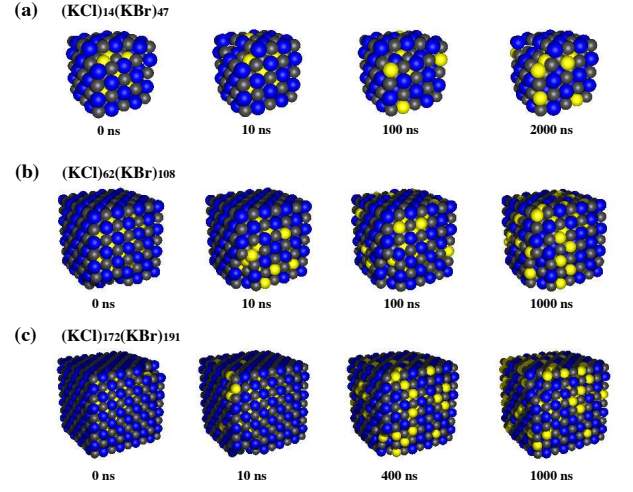 (a) (KCl)14(KBr)47
0 ns 10 ns 100 ns 2000 ns
(b) (KCl)62(KBr)108
0 ns 10 ns 100 ns 1000 ns
(c) (KCl)172(KBr)191
0 ns 10 ns 400 ns 1000 ns